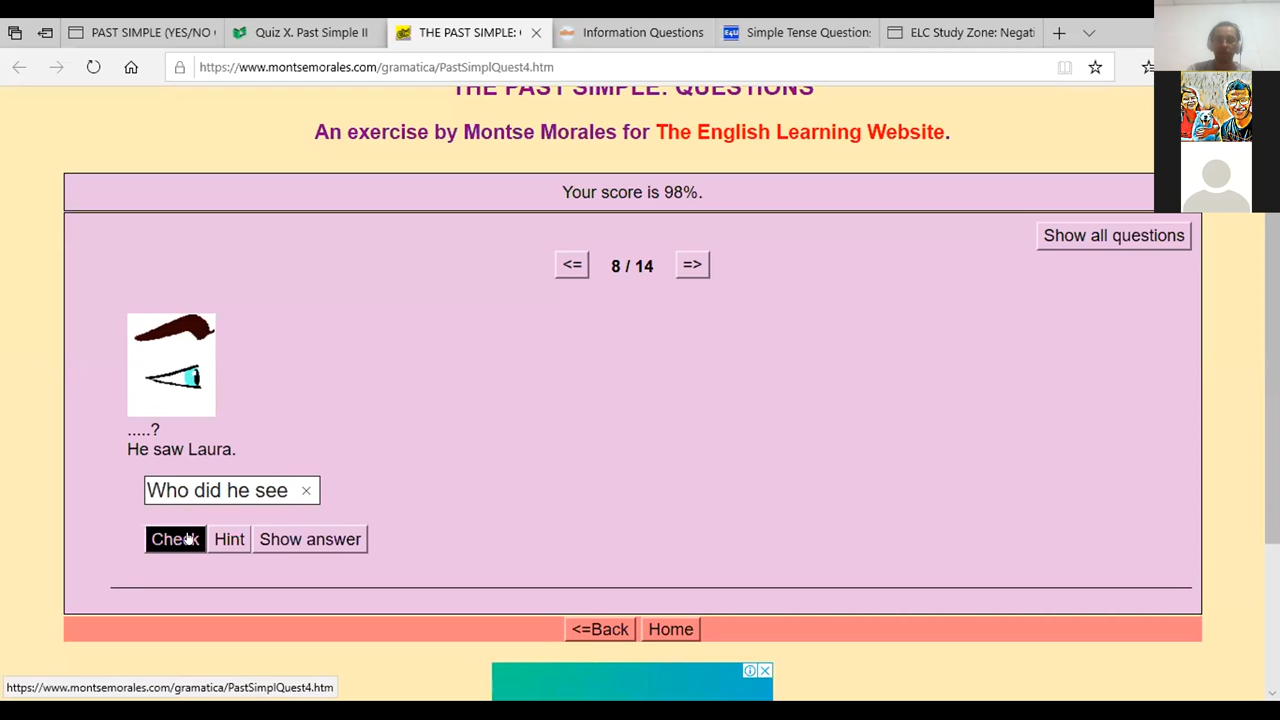 PAST SIMPLE (YES/NO
Quiz X. Past Simple II
THE PAST SIMPLE:
Information Questions
Simple Tense Question
ELC Study Zone: Negati
https://www.montsemorales.com/gramatica/PastSimplQuest4.htm
THE PAST SIMPLE: QUESTIONS
An exercise by Montse Morales for The English Learning Website.
Your score is 98%.
Show all questions
<= 8 / 14 =>
.....?
He saw Laura.
Who did he see
Check Hint Show answer
<=Back Home
https://www.montsemorales.com/gramatica/PastSimplQuest4.htm